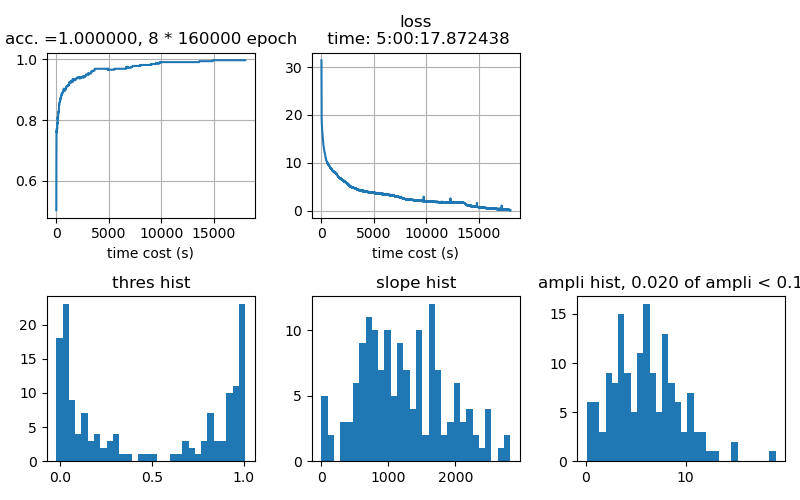 acc. =1.000000, 8 * 160000 epoch
loss
time: 5:00:17.872438
1.0
0.8
0.6
0 5000 10000 15000
time cost (s)
30
20
10
0
0 5000 10000 15000
time cost (s)
thres hist
20
15
10
5
0
0.0 0.5 1.0
slope hist
10
5
0
0 1000 2000
ampli hist, 0.020 of ampli < 0.1
15
10
5
0
0 10